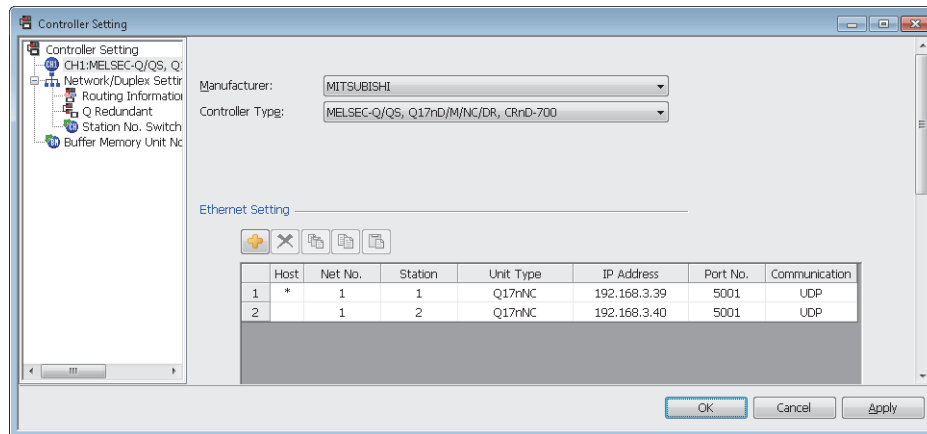 Controller Setting
Controller Setting
CH1:MELSEC-Q/QS, Q
Network/Duplex Settir
Routing Information
Q Redundant
Station No. Switch
Buffer Memory Unit No
Manufacturer: MITSUBISHI
Controller Type: MELSEC-Q/QS, Q17nD/M/NC/DR, CRnD-700
Ethernet Setting
Host Net No. Station Unit Type IP Address Port No. Communication
1 * 1 1 Q17nNC 192.168.3.39 5001 UDP
2 1 2 Q17nNC 192.168.3.40 5001 UDP
OK Cancel Apply